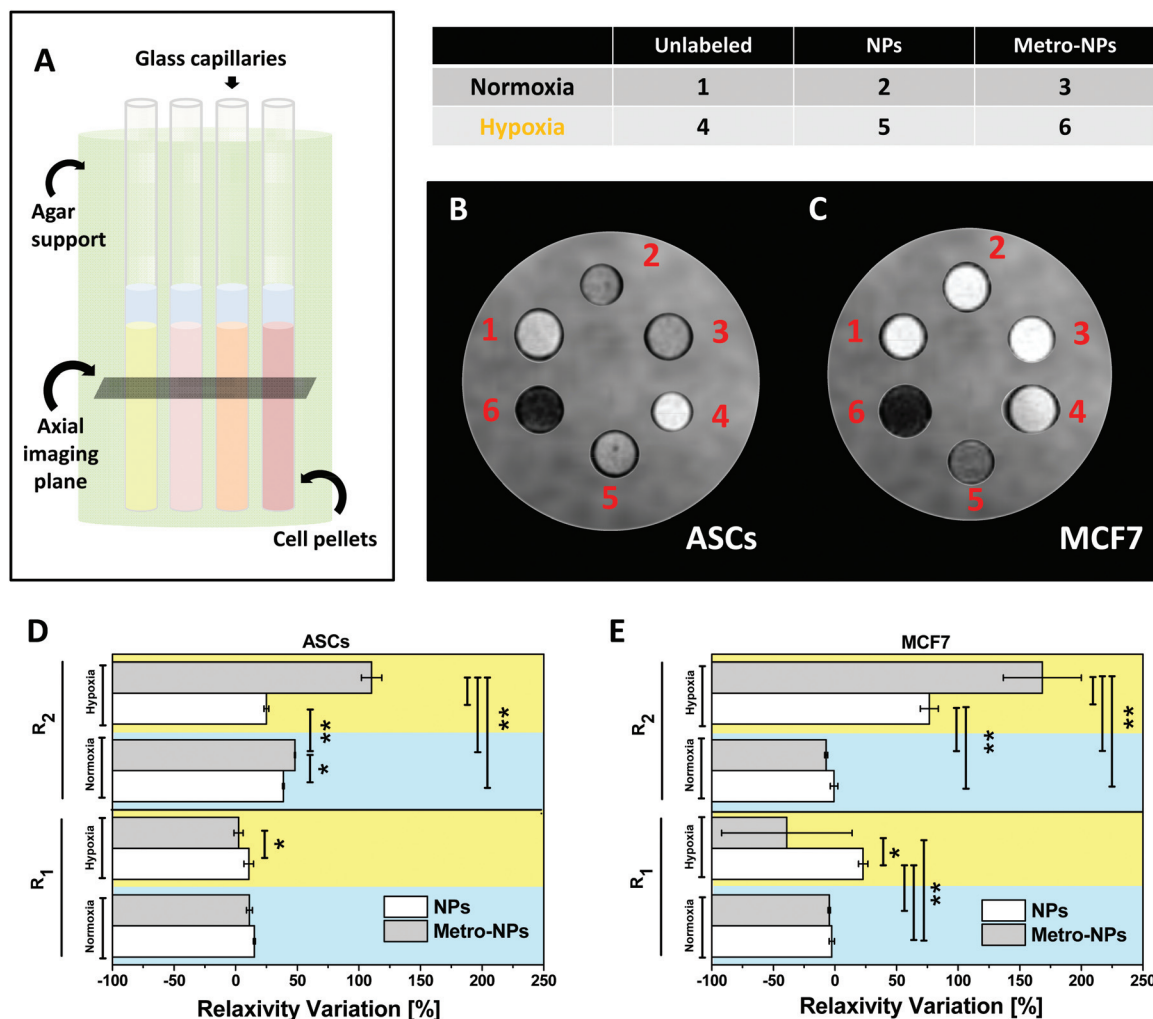 A
Glass capillaries
Agar
support
Axial
imaging
plane
Cell pellets
Unlabeled NPs Metro-NPs
Normoxia 1 2 3
Hypoxia 4 5 6
B
2
1
3
6
4
5
ASCs
C
2
1
3
6
4
5
MCF7
D
ASCs
R2
Hypoxia
Normoxia
R1
Hypoxia
Normoxia
**
*
**
*
NPs
Metro-NPs
-100 -50 0 50 100 150 200 250
Relaxivity Variation [%]
E
MCF7
R2
Hypoxia
Normoxia
R1
Hypoxia
Normoxia
**
**
*
**
NPs
Metro-NPs
-100 -50 0 50 100 150 200 250
Relaxivity Variation [%]